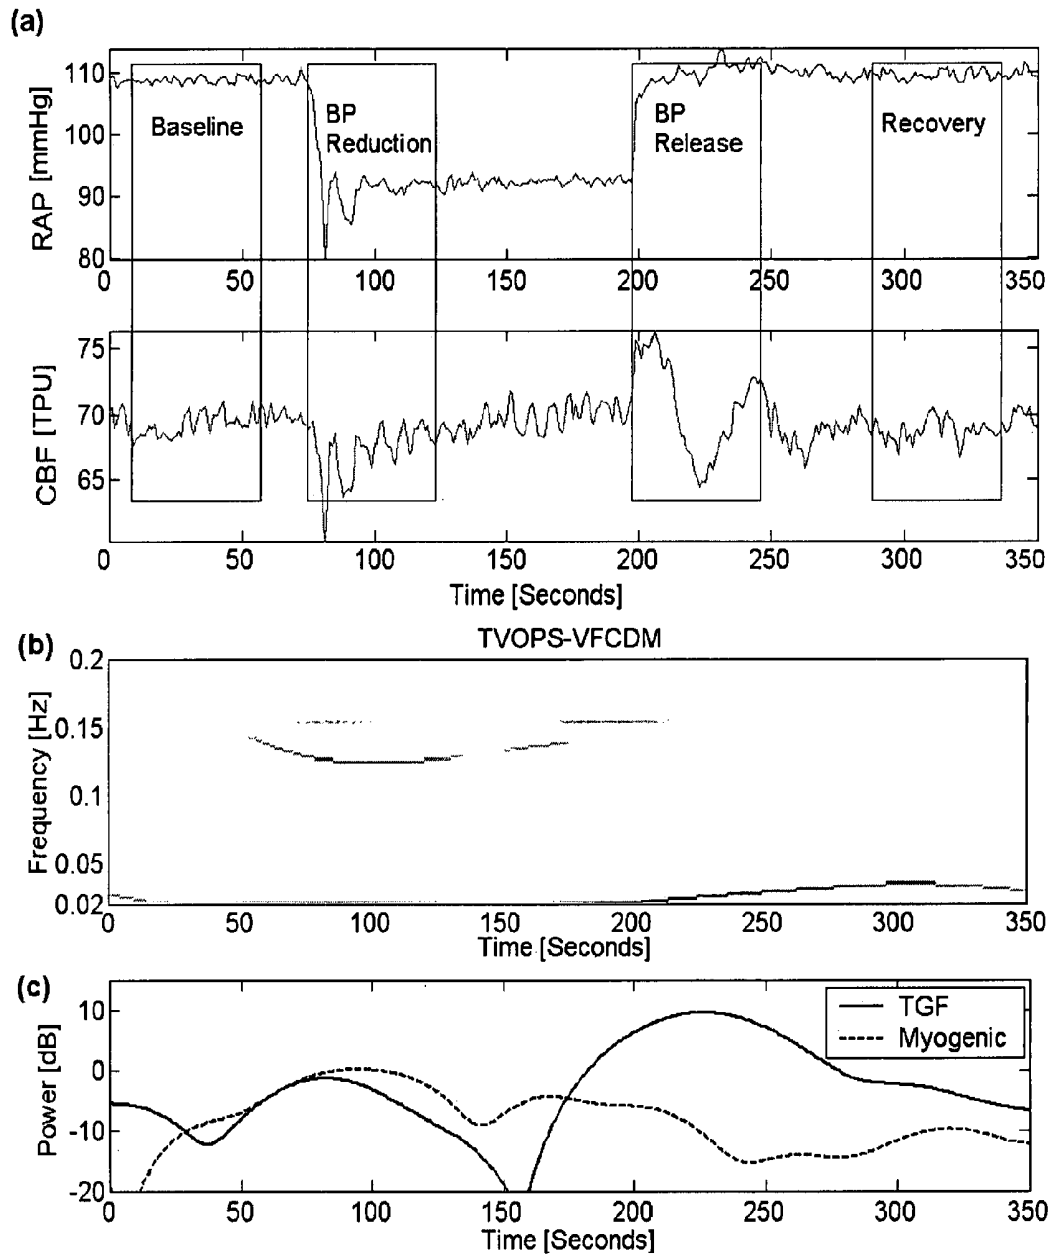 (a)
RAP [mmHg]
110
100
90
80
Baseline
BP
Reduction
BP
Release
Recovery
0 50 100 150 200 250 300 350
CBF [TPU]
75
70
65
0 50 100 150 200 250 300 350
Time [Seconds]
(b)
TVOPS-VFCDM
Frequency [Hz]
0.2
0.15
0.1
0.05
0.02
0 50 100 150 200 250 300 350
Time [Seconds]
(c)
Power [dB]
10
0
-10
-20
TGF
Myogenic
0 50 100 150 200 250 300 350
Time [Seconds]